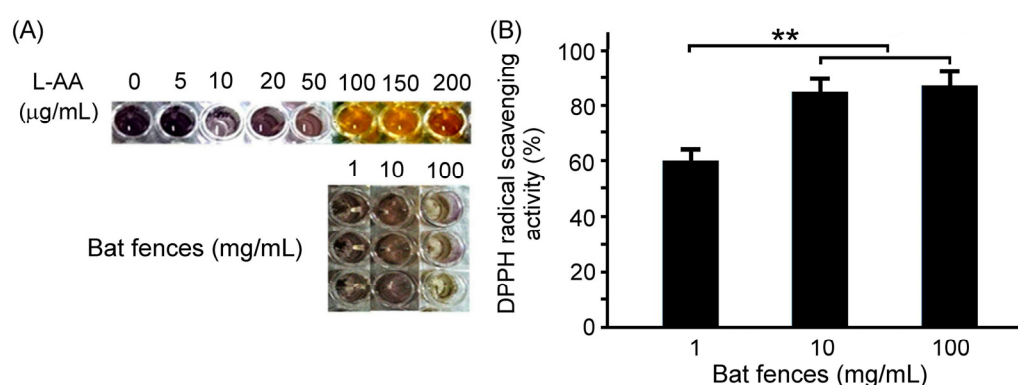 (A)
L-AA 0 5 10 20 50 100 150 200
(μg/mL)
1 10 100
Bat fences (mg/mL)
(B)
**
DPPH radical scavenging
activity (%)
100
80
60
40
20
0
1 10 100
Bat fences (mg/mL)